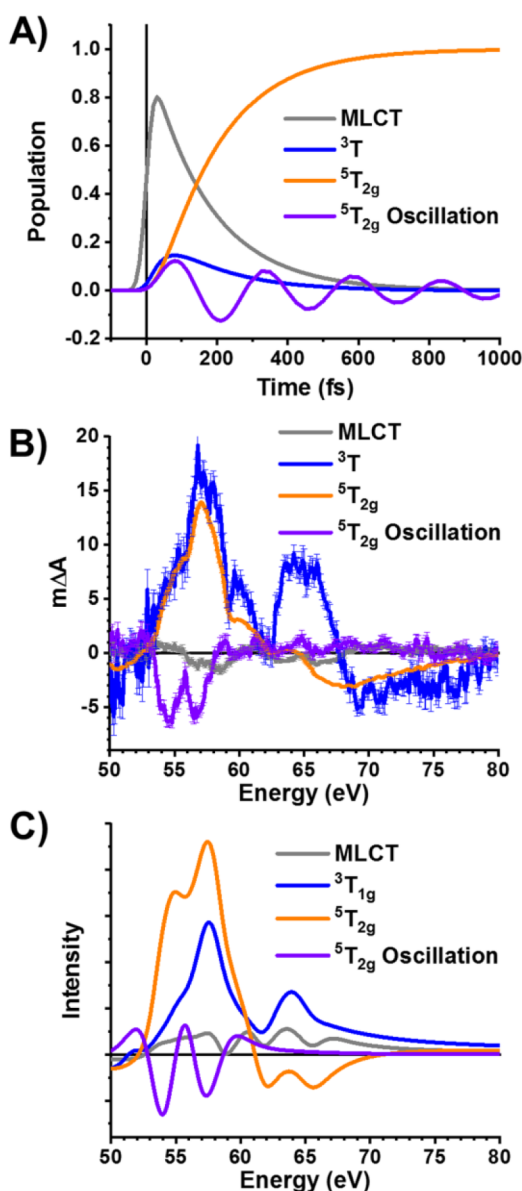 A)
1.0
0.8
0.6
0.4
0.2
0.0
-0.2
Population
MLCT
³T
⁵T₂g
⁵T₂g Oscillation
0 200 400 600 800 1000
Time (fs)
B)
20
15
10
5
0
-5
mΔA
MLCT
³T
⁵T₂g
⁵T₂g Oscillation
50 55 60 65 70 75 80
Energy (eV)
C)
Intensity
MLCT
³T₁g
⁵T₂g
⁵T₂g Oscillation
50 55 60 65 70 75 80
Energy (eV)